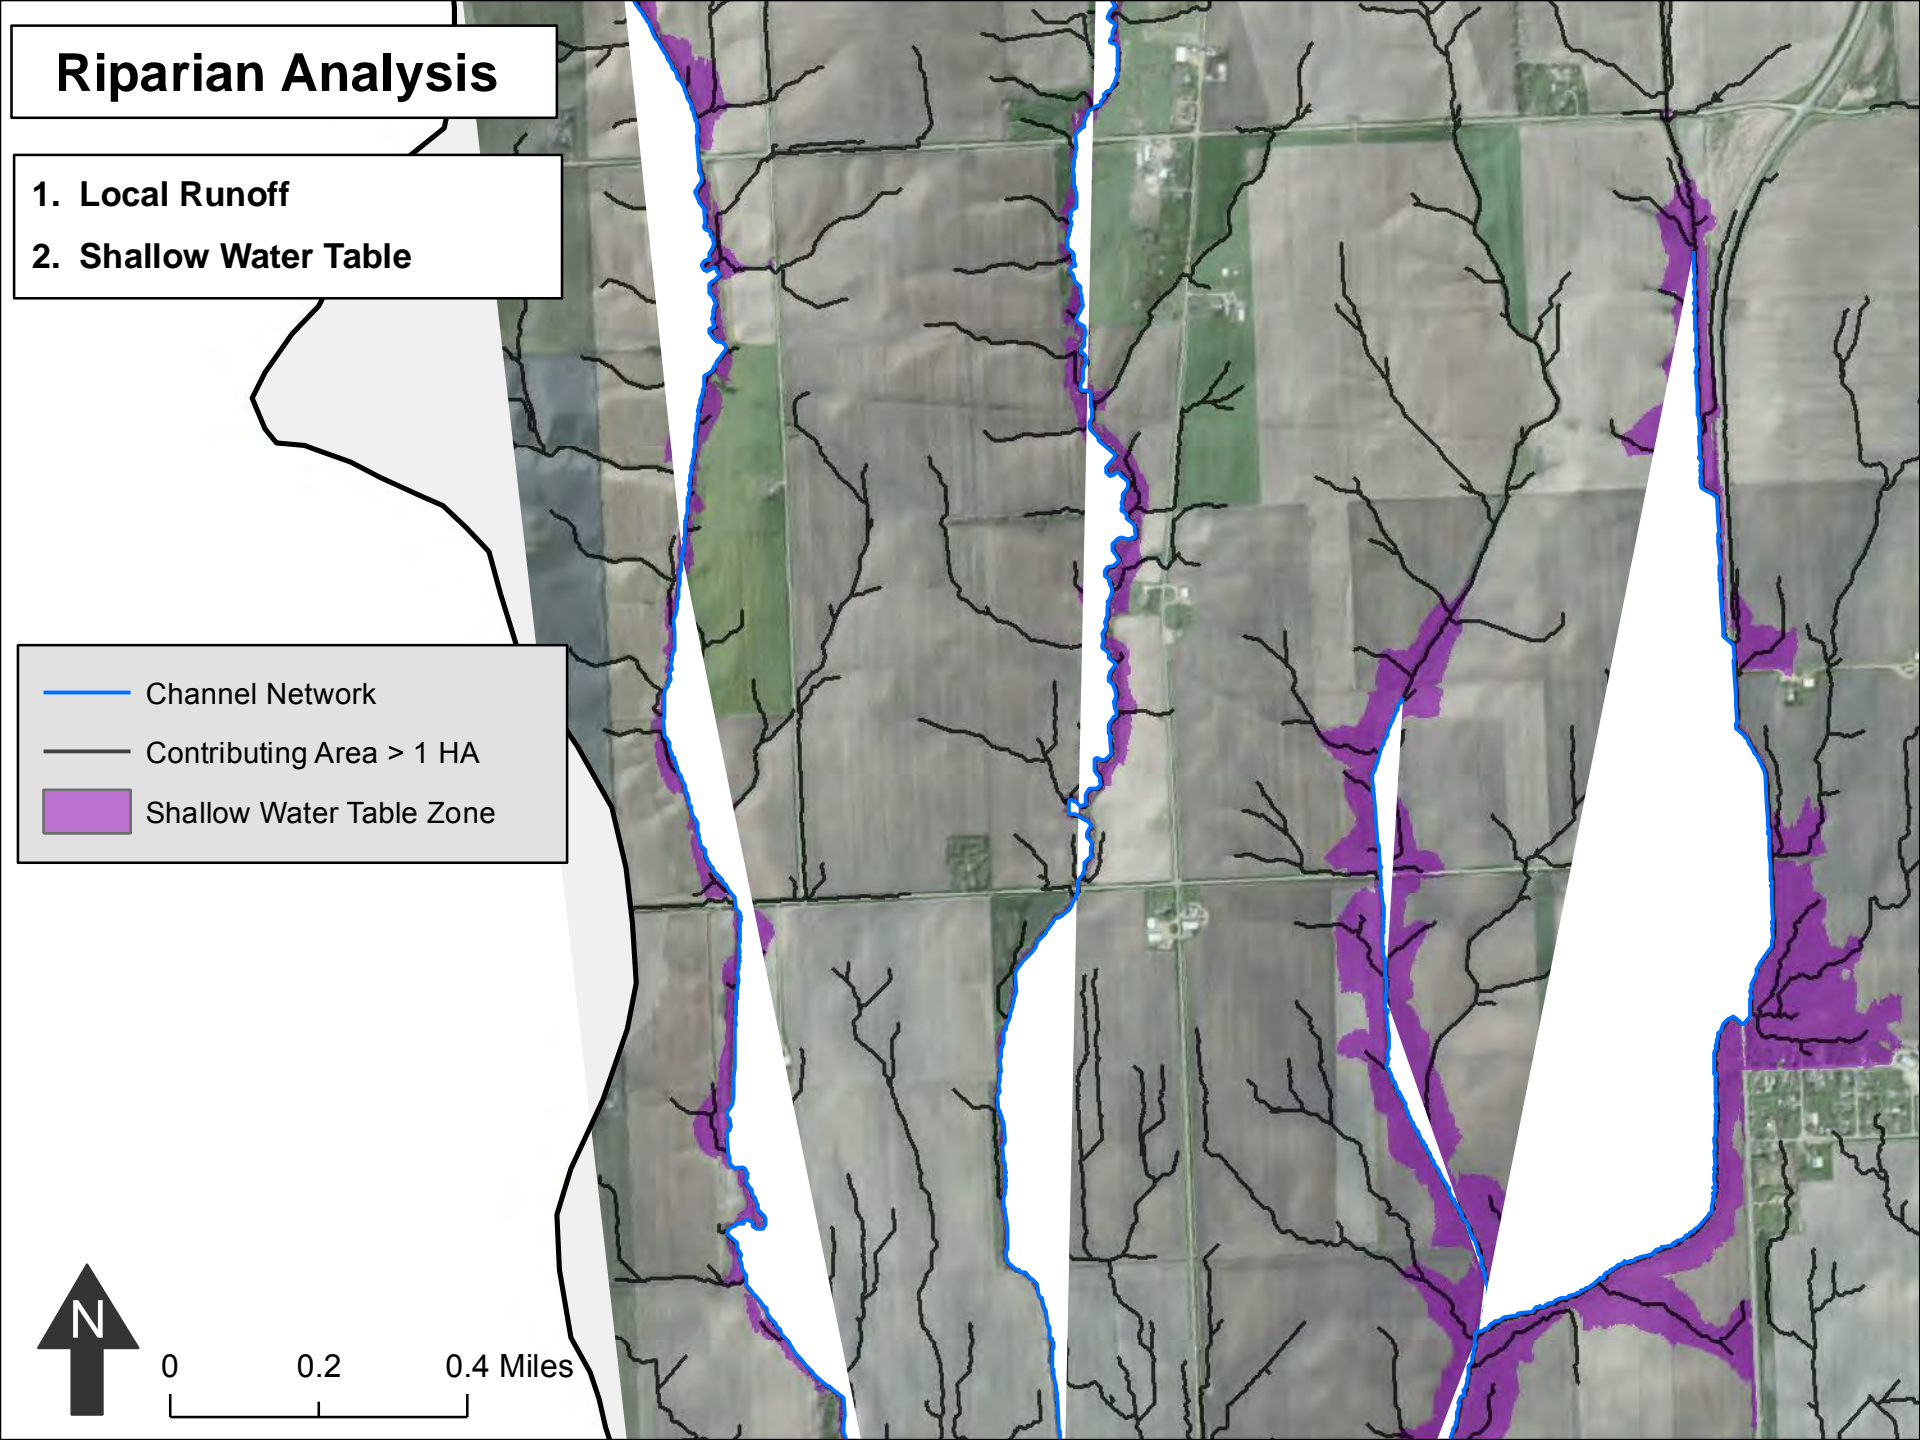 Riparian Analysis
1. Local Runoff
2. Shallow Water Table
Channel Network
Contributing Area > 1 HA
Shallow Water Table Zone
N
0 0.2 0.4 Miles